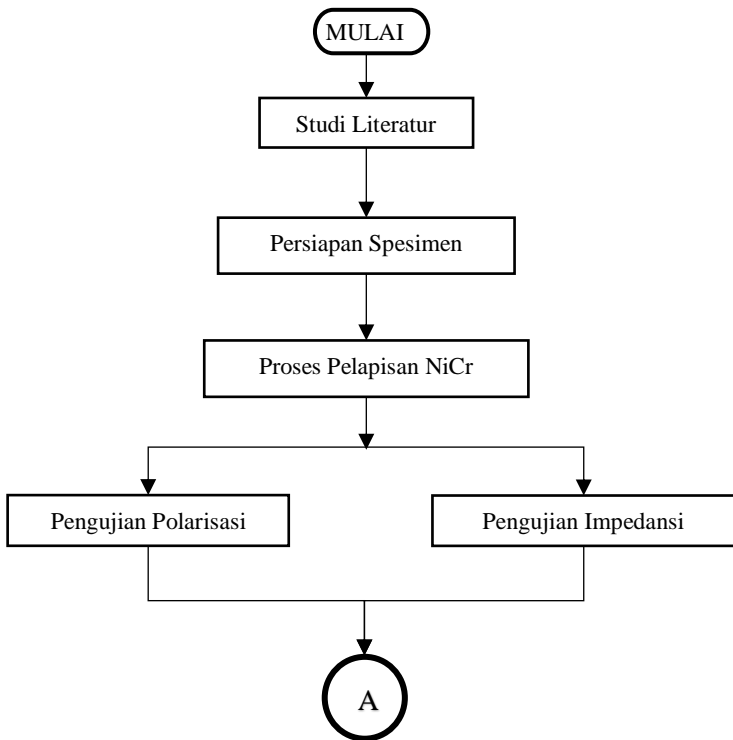 MULAI
Studi Literatur
Persiapan Spesimen
Proses Pelapisan NiCr
Pengujian Polarisasi
Pengujian Impedansi
A